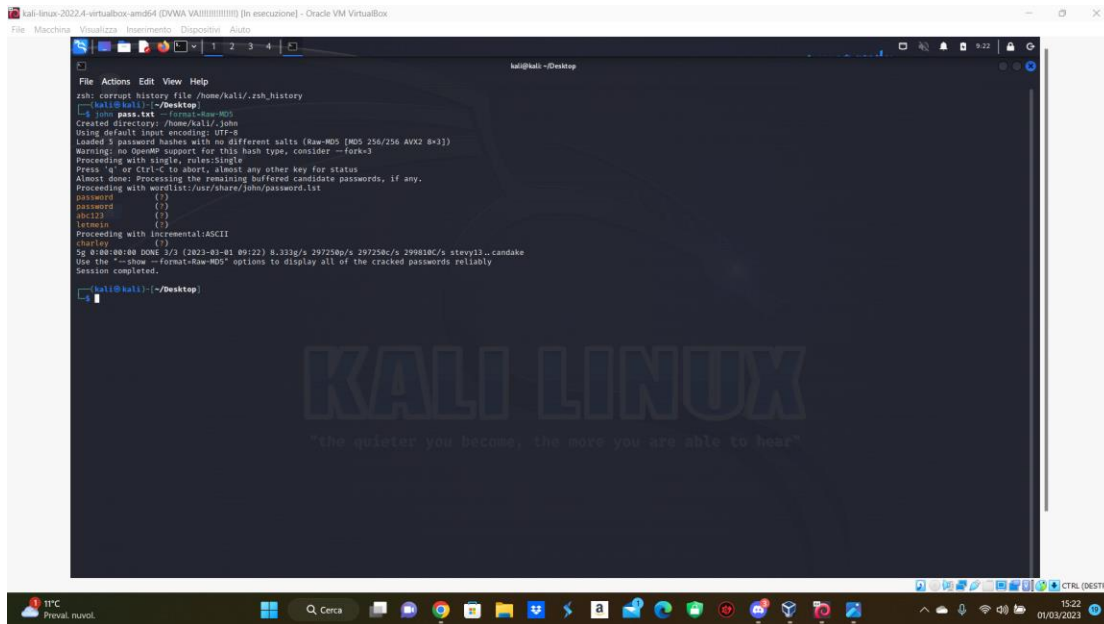 kali-linux-2022.4-virtualbox-amd64 (DVWA VAI!!!!!!!!!!!!!!) [In esecuzione] - Oracle VM VirtualBox
File Macchina Visualizza Inserimento Dispositivi Aiuto
1 2 3 4
9:22
kali@kali: ~/Desktop
File Actions Edit View Help
zsh: corrupt history file /home/kali/.zsh_history
(kali㉿kali)-[~/Desktop]
$ john pass.txt --format=Raw-MD5
Created directory: /home/kali/.john
Using default input encoding: UTF-8
Loaded 5 password hashes with no different salts (Raw-MD5 [MD5 256/256 AVX2 8×3])
Warning: no OpenMP support for this hash type, consider --fork=3
Proceeding with single, rules:Single
Press 'q' or Ctrl-C to abort, almost any other key for status
Almost done: Processing the remaining buffered candidate passwords, if any.
Proceeding with wordlist:/usr/share/john/password.lst
password (?)
password (?)
abc123 (?)
letmein (?)
Proceeding with incremental:ASCII
charley (?)
5g 0:00:00:00 DONE 3/3 (2023-03-01 09:22) 8.333g/s 297250p/s 297250c/s 299810C/s stevy13..candake
Use the "--show --format=Raw-MD5" options to display all of the cracked passwords reliably
Session completed.
(kali㉿kali)-[~/Desktop]
$
KALI LINUX
"the quieter you become, the more you are able to hear"
CTRL (DESTR
11°C
Preval. nuvol.
Cerca
15:22
01/03/2023